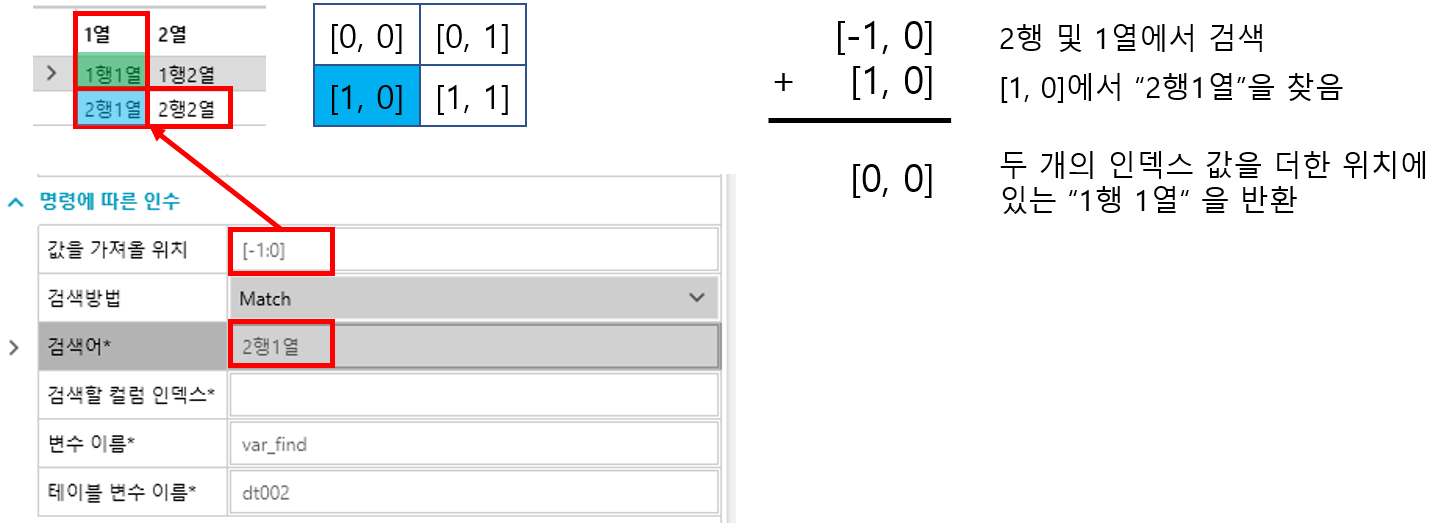 1열 2열
1행1열 1행2열
2행1열 2행2열
[0, 0] [0, 1]
[1, 0] [1, 1]
[-1, 0] 2행 및 1열에서 검색
+ [1, 0] [1, 0]에서 “2행1열”을 찾음
[0, 0] 두 개의 인덱스 값을 더한 위치에
있는 “1행 1열” 을 반환
명령에 따른 인수
값을 가져올 위치 [-1:0]
검색방법 Match
검색어* 2행1열
검색할 컬럼 인덱스*
변수 이름* var_find
테이블 변수 이름* dt002